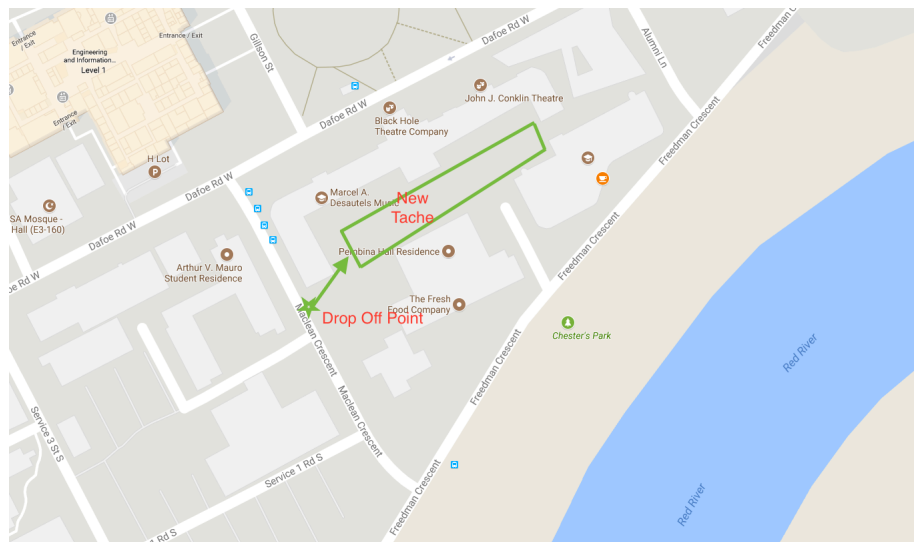 Entrance
/ Exit
Engineering
and Information...
Level 1
Entrance / Exit
Gillson St
Dafoe Rd W
Alumni Ln
Freedman Crescent
Entrance
/ Exit
Dafoe Rd W
Black Hole
Theatre Company
John J. Conklin Theatre
Freedman Crescent
H Lot
Dafoe Rd W
SA Mosque -
Hall (E3-160)
Dafoe Rd W
Marcel A.
Desautels Music
New
Tache
Pembina Hall Residence
Freedman Crescent
Arthur V. Mauro
Student Residence
The Fresh
Food Company
Maclean Crescent
Drop Off Point
Chester's Park
Red River
Freedman Crescent
Maclean Crescent
Service 3 St S
Service 1 Rd S
Freedman Crescent
Red River
1 Rd S